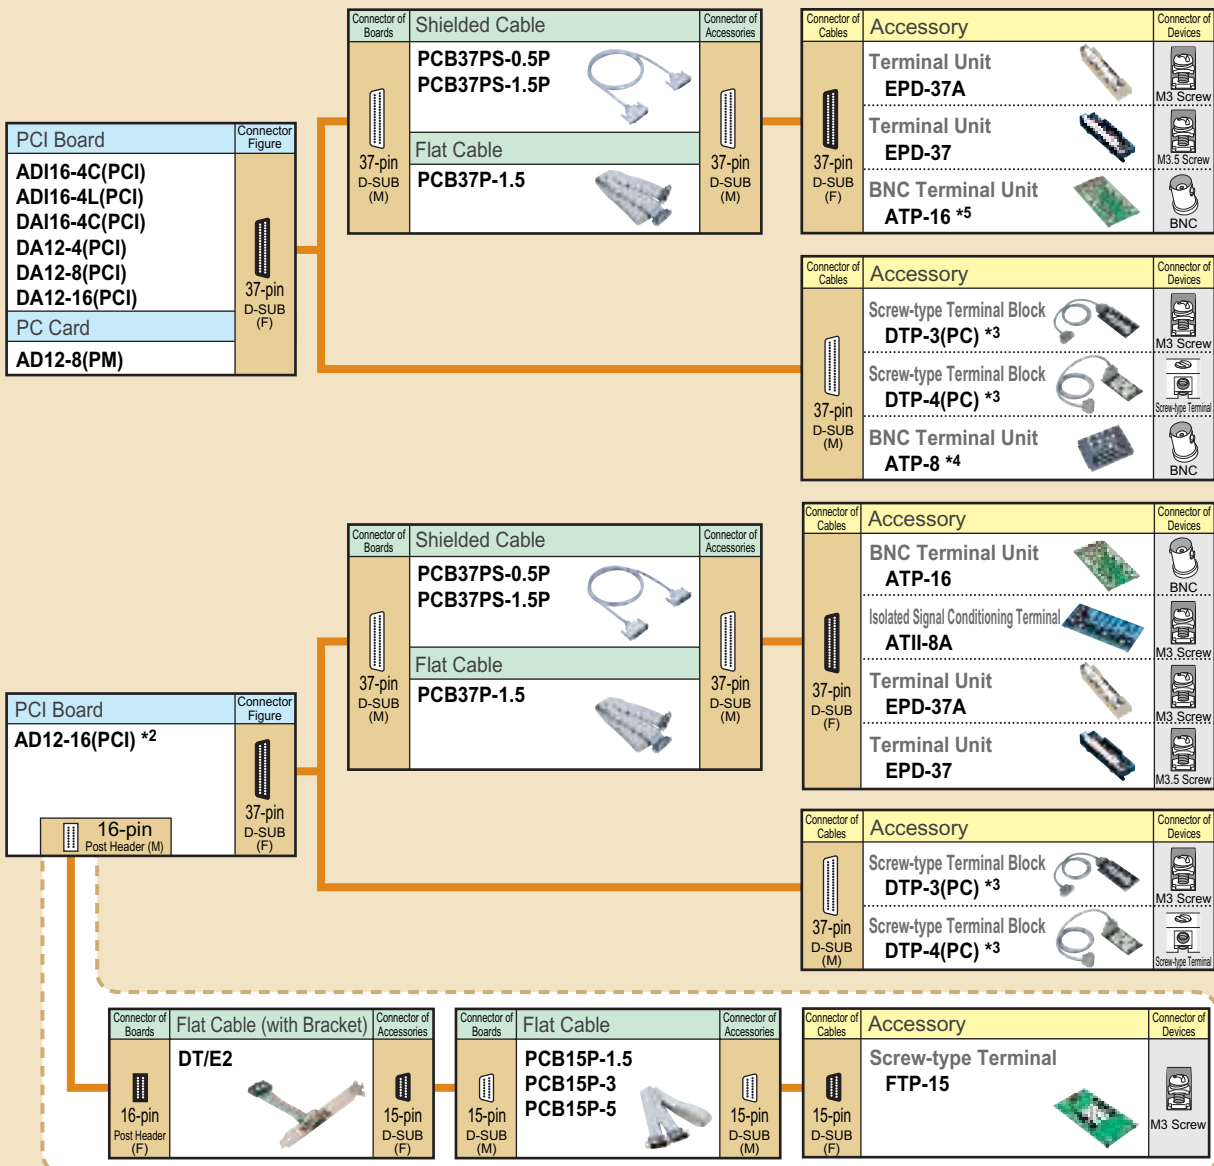 PCI Board
Connector
Figure
ADI16-4C(PCI)
ADI16-4L(PCI)
DAI16-4C(PCI)
DA12-4(PCI)
DA12-8(PCI)
DA12-16(PCI)
PC Card
AD12-8(PM)
37-pin
D-SUB
(F)
Connector of
Boards
Shielded Cable
Connector of
Accessories
PCB37PS-0.5P
PCB37PS-1.5P
Flat Cable
PCB37P-1.5
37-pin
D-SUB
(M)
37-pin
D-SUB
(M)
Connector of
Cables
Accessory
Connector of
Devices
37-pin
D-SUB
(F)
Terminal Unit
EPD-37A
M3 Screw
Terminal Unit
EPD-37
M3.5 Screw
BNC Terminal Unit
ATP-16 *5
BNC
Connector of
Cables
Accessory
Connector of
Devices
37-pin
D-SUB
(M)
Screw-type Terminal Block
DTP-3(PC) *3
M3 Screw
Screw-type Terminal Block
DTP-4(PC) *3
Screw-type Terminal
BNC Terminal Unit
ATP-8 *4
BNC
PCI Board
Connector
Figure
AD12-16(PCI) *2
16-pin
Post Header (M)
37-pin
D-SUB
(F)
Connector of
Boards
Shielded Cable
Connector of
Accessories
PCB37PS-0.5P
PCB37PS-1.5P
Flat Cable
PCB37P-1.5
37-pin
D-SUB
(M)
37-pin
D-SUB
(M)
Connector of
Cables
Accessory
Connector of
Devices
37-pin
D-SUB
(F)
BNC Terminal Unit
ATP-16
BNC
Isolated Signal Conditioning Terminal
ATII-8A
M3 Screw
Terminal Unit
EPD-37A
M3 Screw
Terminal Unit
EPD-37
M3.5 Screw
Connector of
Cables
Accessory
Connector of
Devices
37-pin
D-SUB
(M)
Screw-type Terminal Block
DTP-3(PC) *3
M3 Screw
Screw-type Terminal Block
DTP-4(PC) *3
Screw-type Terminal
Connector of
Boards
Flat Cable (with Bracket)
Connector of
Accessories
DT/E2
16-pin
Post Header
(F)
15-pin
D-SUB
(F)
Connector of
Boards
Flat Cable
Connector of
Accessories
PCB15P-1.5
PCB15P-3
PCB15P-5
15-pin
D-SUB
(M)
15-pin
D-SUB
(M)
Connector of
Cables
Accessory
Connector of
Devices
15-pin
D-SUB
(F)
Screw-type Terminal
FTP-15
M3 Screw